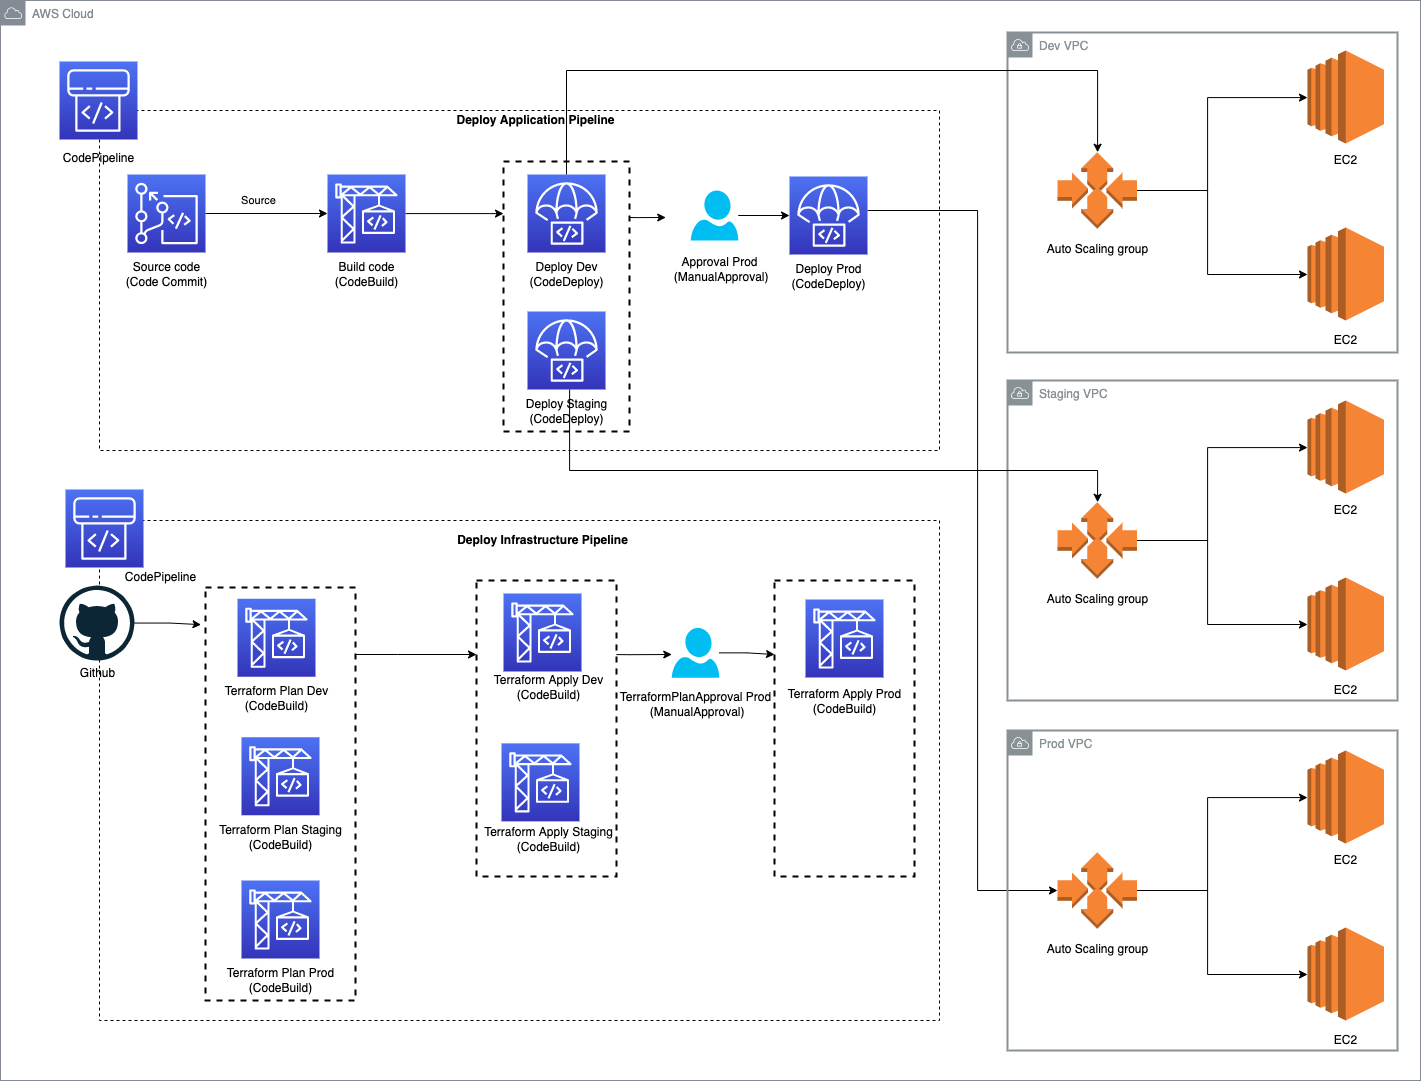 AWS Cloud
CodePipeline
Deploy Application Pipeline
Source code
(Code Commit)
Source
Build code
(CodeBuild)
Deploy Dev
(CodeDeploy)
Deploy Staging
(CodeDeploy)
Approval Prod
(ManualApproval)
Deploy Prod
(CodeDeploy)
Dev VPC
Auto Scaling group
EC2
EC2
Staging VPC
Auto Scaling group
EC2
EC2
CodePipeline
Deploy Infrastructure Pipeline
Github
Terraform Plan Dev
(CodeBuild)
Terraform Plan Staging
(CodeBuild)
Terraform Plan Prod
(CodeBuild)
Terraform Apply Dev
(CodeBuild)
Terraform Apply Staging
(CodeBuild)
TerraformPlanApproval Prod
(ManualApproval)
Terraform Apply Prod
(CodeBuild)
Prod VPC
Auto Scaling group
EC2
EC2